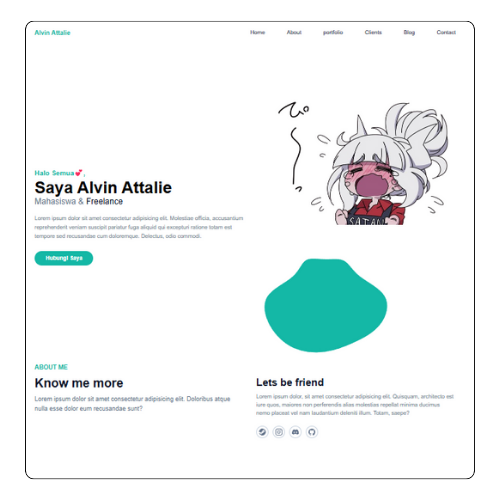 Alvin Attalie
Home About portfolio Clients Blog Contact
Halo Semua💕,
Saya Alvin Attalie
Mahasiswa & Freelance
Lorem ipsum dolor sit amet consectetur adipisicing elit. Molestias officia, accusantium
reprehenderit veniam suscipit pariatur fuga aliquid qui excepturi ratione totam est
tempore sed recusandae cum doloremque. Delectus, odio commodi.
Hubungi Saya
SATAN
ABOUT ME
Know me more
Lorem ipsum dolor sit amet consectetur adipisicing elit. Doloribus atque
nulla esse dolor eum recusandae sunt?
Lets be friend
Lorem ipsum dolor, sit amet consectetur adipisicing elit. Quisquam, architecto est
iure quos, maiores non perferendis alias molestias repellat minima ducimus
nemo placeat vel nam laudantium deleniti illum. Totam, saepe?